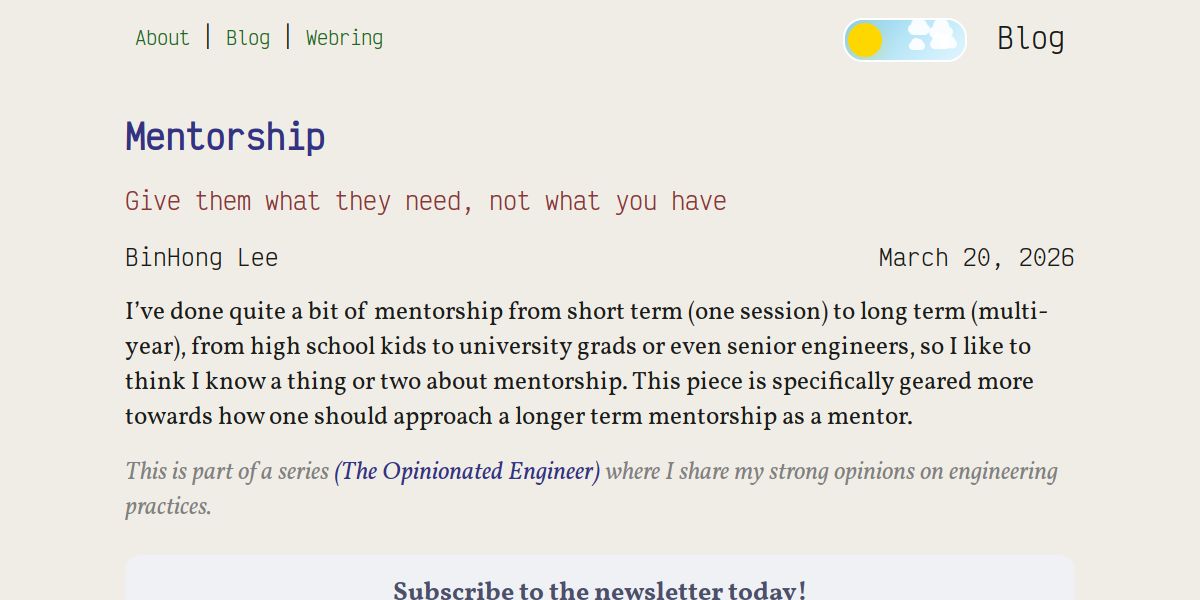 About | Blog | Webring
Blog
Mentorship
Give them what they need, not what you have
BinHong Lee
March 20, 2026
I've done quite a bit of mentorship from short term (one session) to long term (multi-
year), from high school kids to university grads or even senior engineers, so I like to
think I know a thing or two about mentorship. This piece is specifically geared more
towards how one should approach a longer term mentorship as a mentor.
This is part of a series (The Opinionated Engineer) where I share my strong opinions on engineering
practices.
Subscribe to the newsletter today!